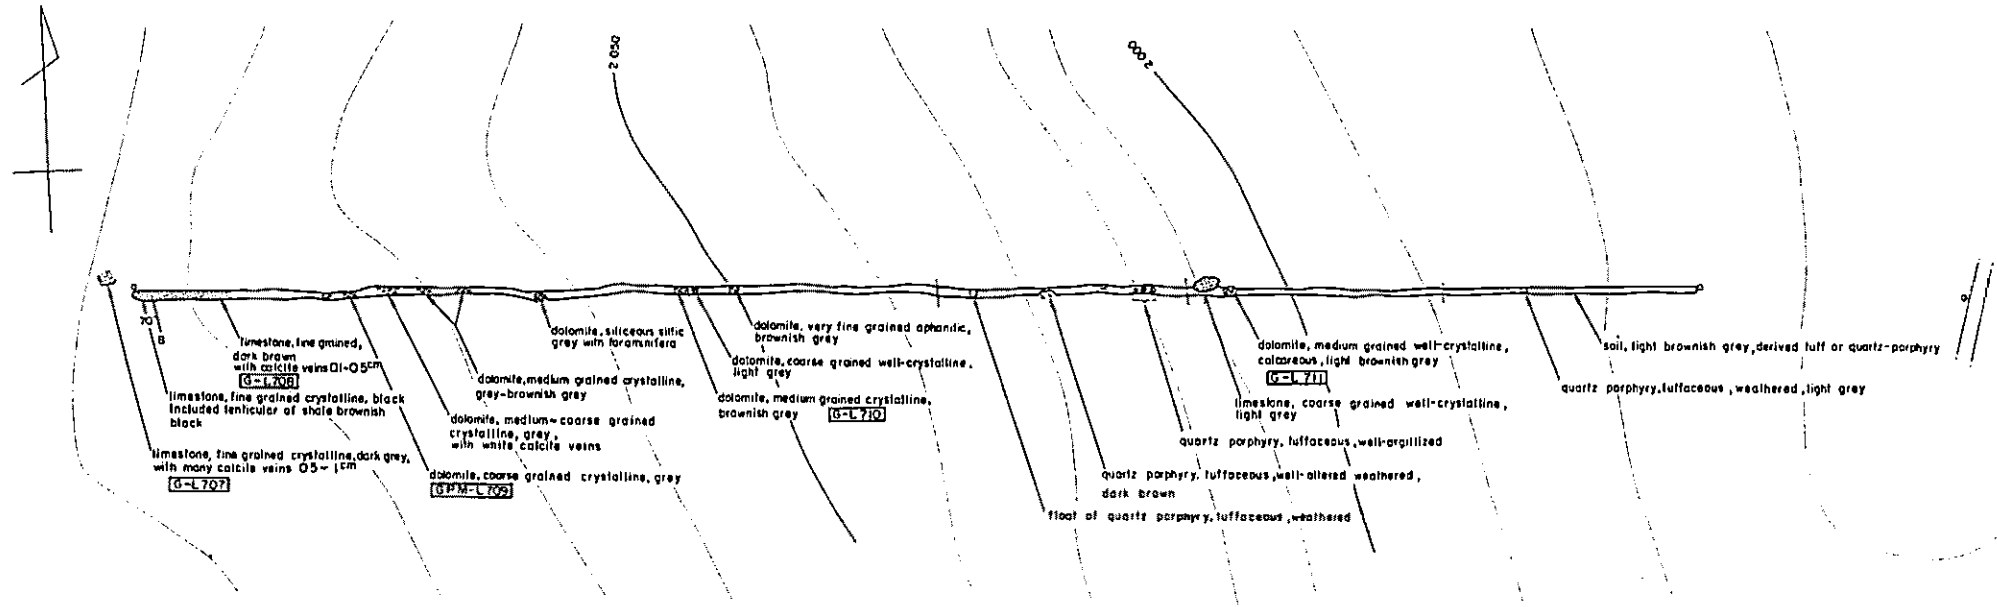 2 050
2000
70
8
limestone, fine grained,
dark brown
with calcite veins 0.1-0.5cm
G-L708
limestone, fine grained crystalline, black
Included lenticular of shale brownish
black
limestone, fine grained crystalline, dark grey,
with many calcite veins 0.5~1cm
G-L707
dolomite, siliceous siltic
grey with foraminifera
dolomite, medium grained crystalline,
grey-brownish grey
dolomite, medium~coarse grained
crystalline, grey,
with white calcite veins
dolomite, coarse grained crystalline, grey
GPM-L709
dolomite, very fine grained aphanitic,
brownish grey
dolomite, coarse grained well-crystalline,
light grey
dolomite, medium grained crystalline,
brownish grey G-L710
dolomite, medium grained well-crystalline,
calcareous, light brownish grey
G-L711
limestone, coarse grained well-crystalline,
light grey
quartz porphyry, tuffaceous, well-argillized
quartz porphyry, tuffaceous, well-altered weathered,
dark brown
float of quartz porphyry, tuffaceous, weathered
soil, light brownish grey, derived tuff or quartz-porphyry
quartz porphyry, tuffaceous, weathered, light grey